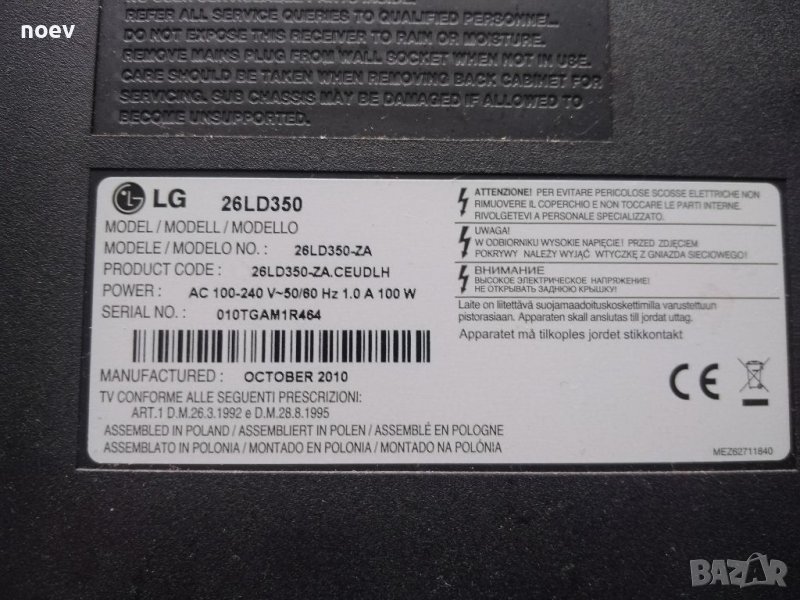 noev
REFER ALL SERVICE QUERIES TO QUALIFIED PERSONNEL.
DO NOT EXPOSE THIS RECEIVER TO RAIN OR MOISTURE.
REMOVE MAINS PLUG FROM WALL SOCKET WHEN NOT IN USE.
CARE SHOULD BE TAKEN WHEN REMOVING BACK CABINET FOR
SERVICING. SUB CHASSIS MAY BE DAMAGED IF ALLOWED TO
BECOME UNSUPPORTED.
LG 26LD350
MODEL / MODELL / MODELLO
MODELE / MODELO NO. : 26LD350-ZA
PRODUCT CODE : 26LD350-ZA.CEUDLH
POWER : AC 100-240 V~50/60 Hz 1.0 A 100 W
SERIAL NO. : 010TGAM1R464
MANUFACTURED : OCTOBER 2010
TV CONFORME ALLE SEGUENTI PRESCRIZIONI:
ART.1 D.M.26.3.1992 e D.M.28.8.1995
ASSEMBLED IN POLAND / ASSEMBLIERT IN POLEN / ASSEMBLÉ EN POLOGNE
ASSEMBLATO IN POLONIA / MONTADO EN POLONIA / MONTADO NA POLÓNIA
ATTENZIONE! PER EVITARE PERICOLOSE SCOSSE ELETTRICHE NON
RIMUOVERE IL COPERCHIO E NON TOCCARE LE PARTI INTERNE.
RIVOLGETEVI A PERSONALE SPECIALIZZATO.
UWAGA!
W ODBIORNIKU WYSOKIE NAPIĘCIE! PRZED ZDJĘCIEM
POKRYWY NALEŻY WYJĄĆ WTYCZKĘ Z GNIAZDA SIECIOWEGO!
ВНИМАНИЕ
ВЫСОКОЕ ЭЛЕКТРИЧЕСКОЕ НАПРЯЖЕНИЕ!
НЕ ОТКРЫВАТЬ ЗАДНЮЮ КРЫШКУ!
Laite on liitettävä suojamaadoituskoskettimilla varustettuun
pistorasiaan. Apparaten skall anslutas till jordat uttag.
Apparatet må tilkoples jordet stikkontakt
CE
MEZ62711840
BAZAR